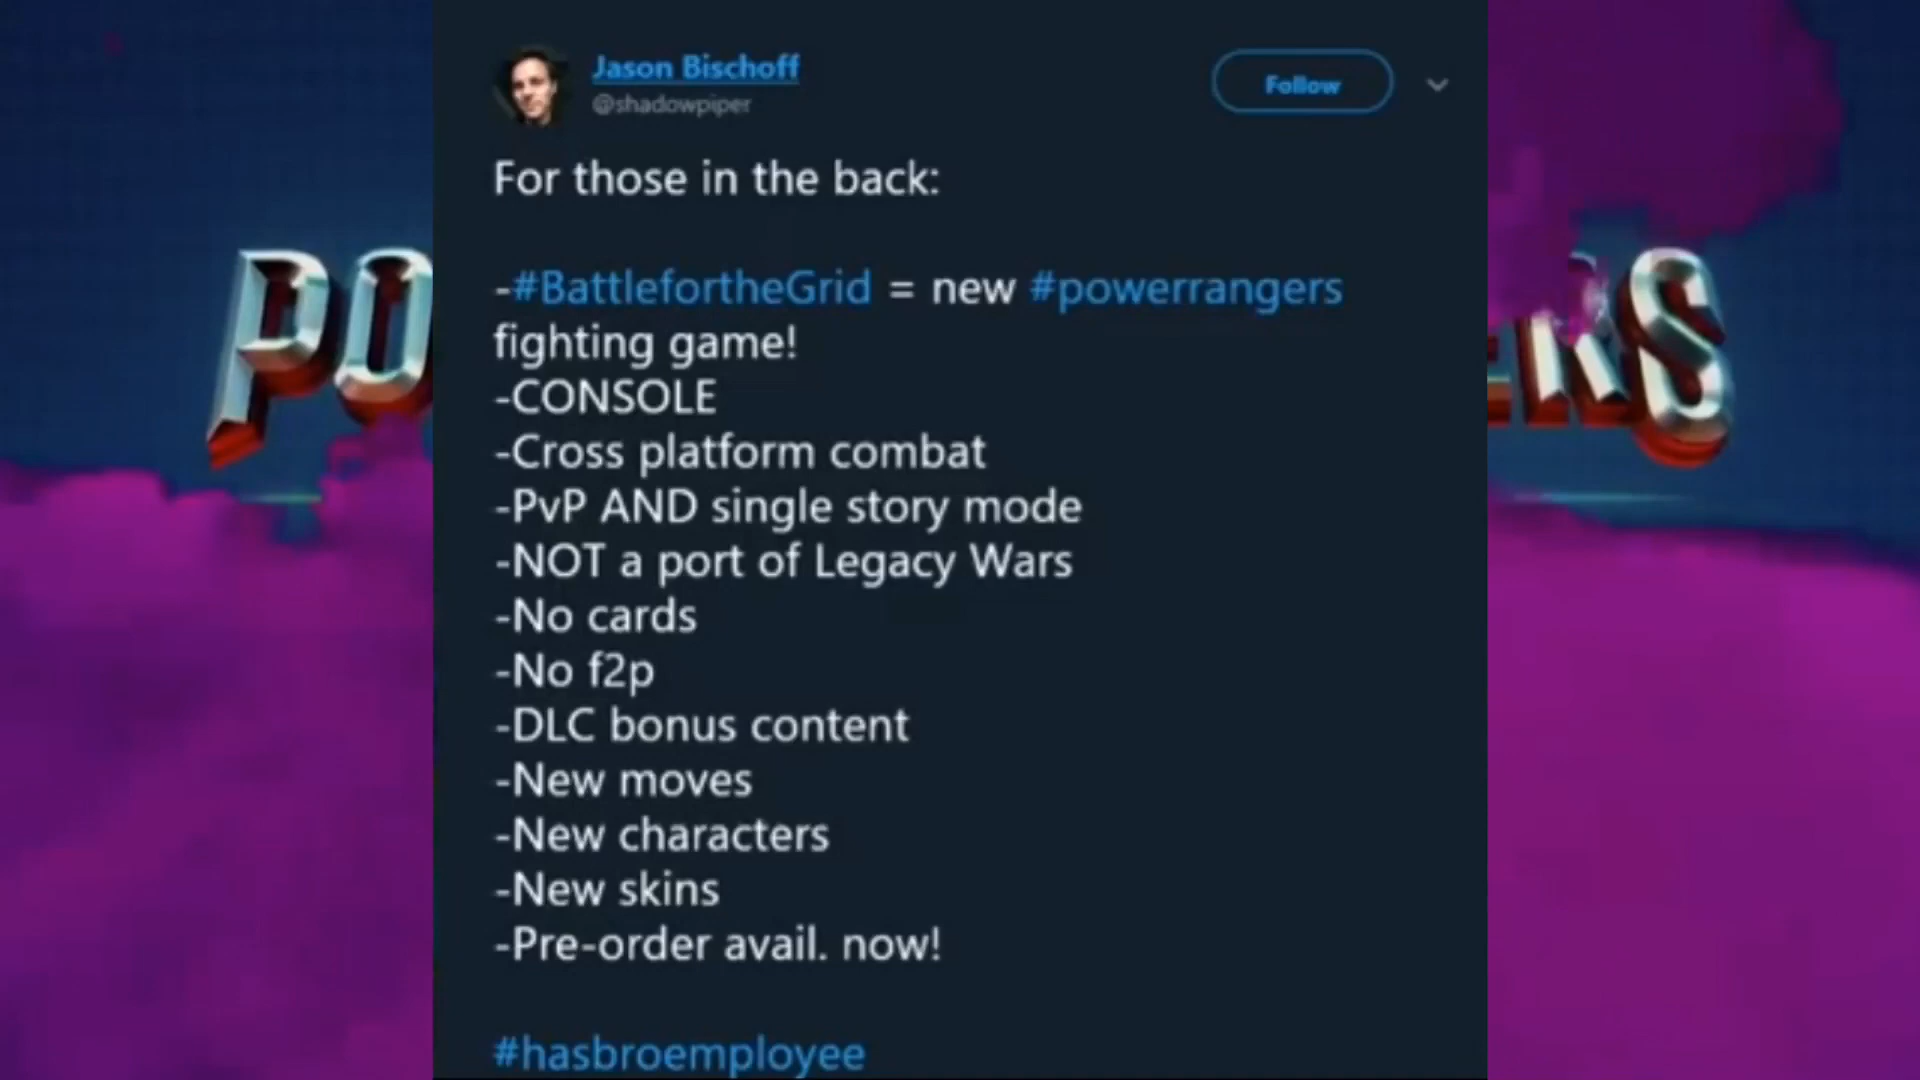 Jason Bischoff
@shadowpiper
Follow
For those in the back:
-#BattlefortheGrid = new #powerrangers
fighting game!
-CONSOLE
-Cross platform combat
-PvP AND single story mode
-NOT a port of Legacy Wars
-No cards
-No f2p
-DLC bonus content
-New moves
-New characters
-New skins
-Pre-order avail. now!
#hasbroemployee
PO
ERS